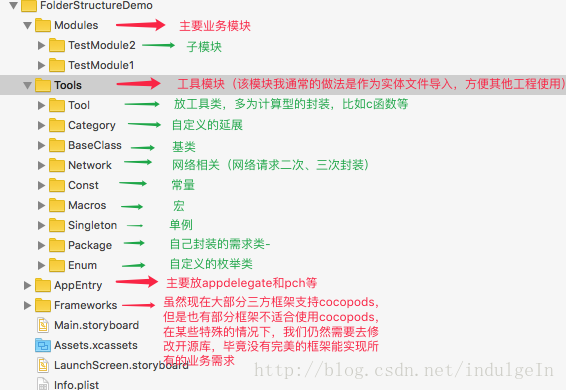 FolderStructureDemo
Modules 主要业务模块
TestModule2 子模块
TestModule1
Tools 工具模块（该模块我通常的做法是作为实体文件导入，方便其他工程使用）
Tool 放工具类，多为计算型的封装，比如c函数等
Category 自定义的延展
BaseClass 基类
Network 网络相关（网络请求二次、三次封装）
Const 常量
Macros 宏
Singleton 单例
Package 自己封装的需求类-
Enum 自定义的枚举类
AppEntry 主要放appdelegate和pch等
Frameworks 虽然现在大部分三方框架支持cocopods,
但是也有部分框架不适合使用cocopods,
Main.storyboard 在某些特殊的情况下，我们仍然需要去修
Assets.xcassets 改开源库，毕竟没有完美的框架能实现所
LaunchScreen.storyboard 有的业务需求
Info.plist
http://blog.csdn.net/indulgeIn